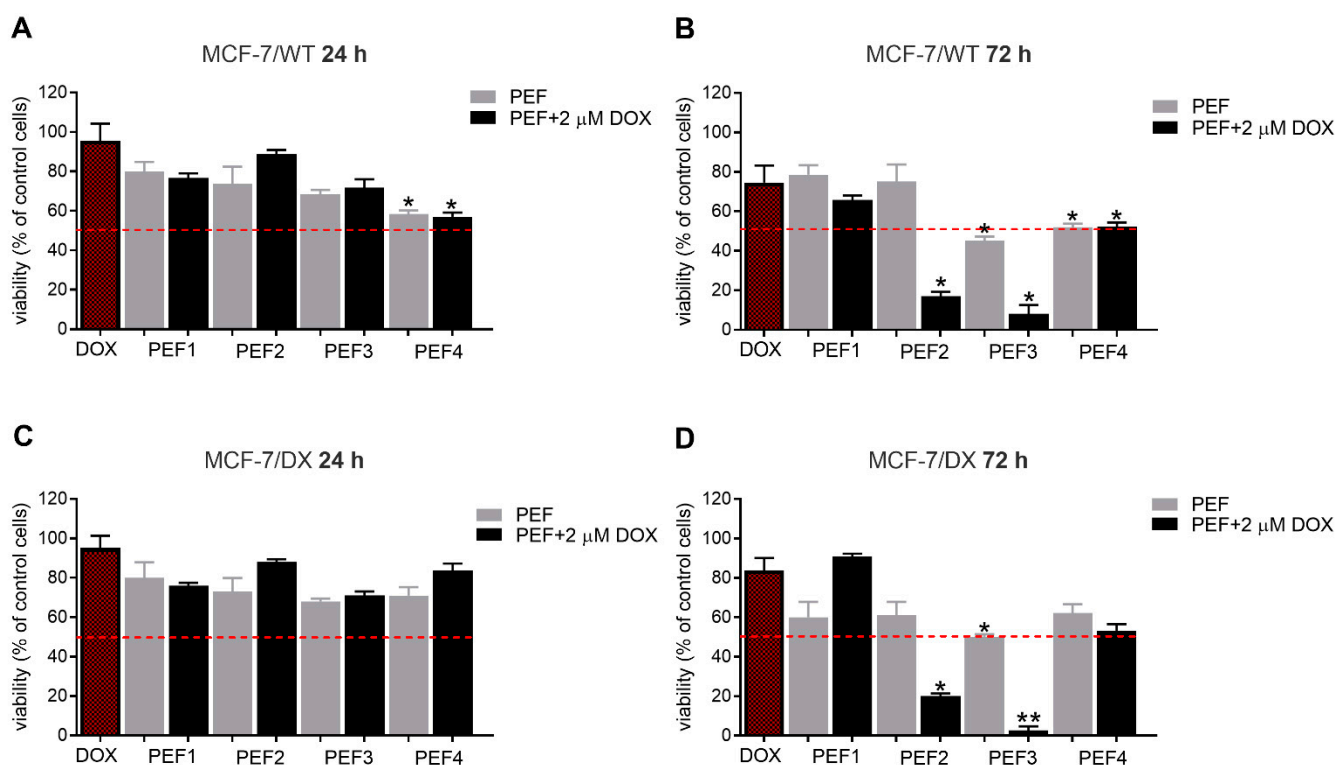 A
MCF-7/WT 24 h
viability (% of control cells)
120
100
80
60
40
20
0
PEF
PEF+2 μM DOX
*
*
DOX PEF1 PEF2 PEF3 PEF4
B
MCF-7/WT 72 h
viability (% of control cells)
120
100
80
60
40
20
0
PEF
PEF+2 μM DOX
*
*
*
*
*
DOX PEF1 PEF2 PEF3 PEF4
C
MCF-7/DX 24 h
viability (% of control cells)
120
100
80
60
40
20
0
PEF
PEF+2 μM DOX
DOX PEF1 PEF2 PEF3 PEF4
D
MCF-7/DX 72 h
viability (% of control cells)
120
100
80
60
40
20
0
PEF
PEF+2 μM DOX
*
*
**
DOX PEF1 PEF2 PEF3 PEF4